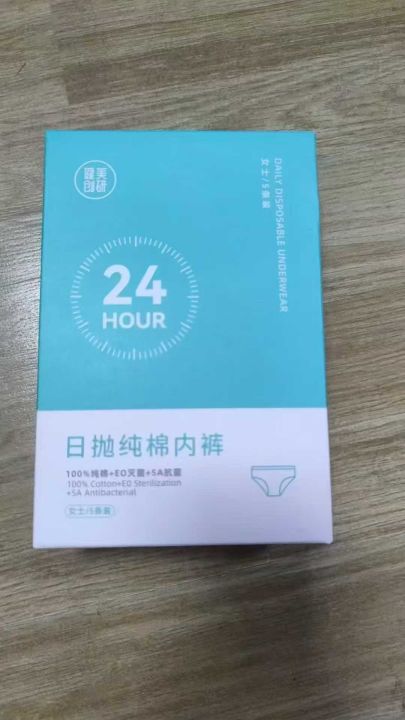 健美
创研
女士/5条装
DAILY DISPOSABLE UNDERWEAR
24
HOUR
日抛纯棉内裤
100%纯棉+EO灭菌+5A抗菌
100% Cotton+EO Sterilization
+5A Antibacterial
女士/5条装